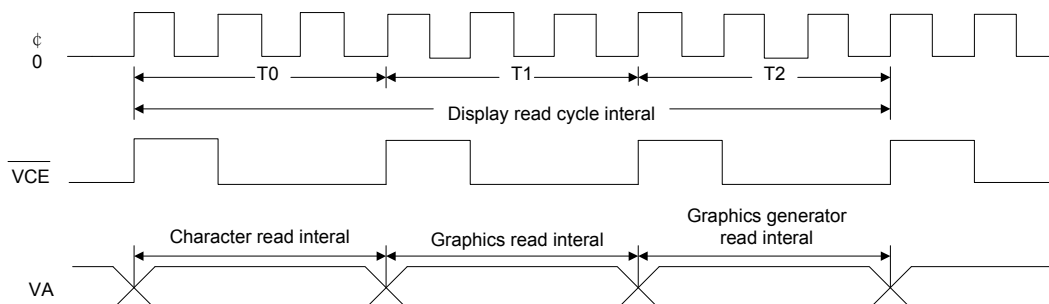 ¢
0
T0
T1
T2
Display read cycle interal
VCE
Character read interal
Graphics read interal
Graphics generator
read interal
VA